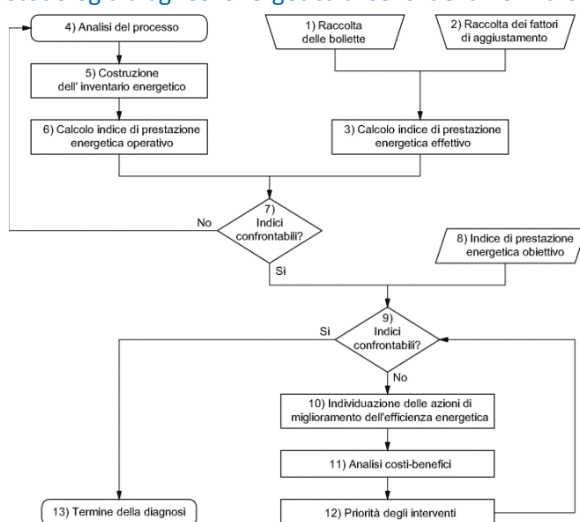 4) Analisi del processo
1) Raccolta
delle bollette
2) Raccolta dei fattori
di aggiustamento
5) Costruzione
dell' inventario energetico
6) Calcolo indice di prestazione
energetica operativo
3) Calcolo indice di prestazione
energetica effettivo
7)
Indici
confrontabili?
No
Sì
8) Indice di prestazione
energetica obiettivo
9)
Indici
confrontabili?
Sì
No
10) Individuazione delle azioni di
miglioramento dell'efficienza energetica
11) Analisi costi-benefici
12) Priorità degli interventi
13) Termine della diagnosi